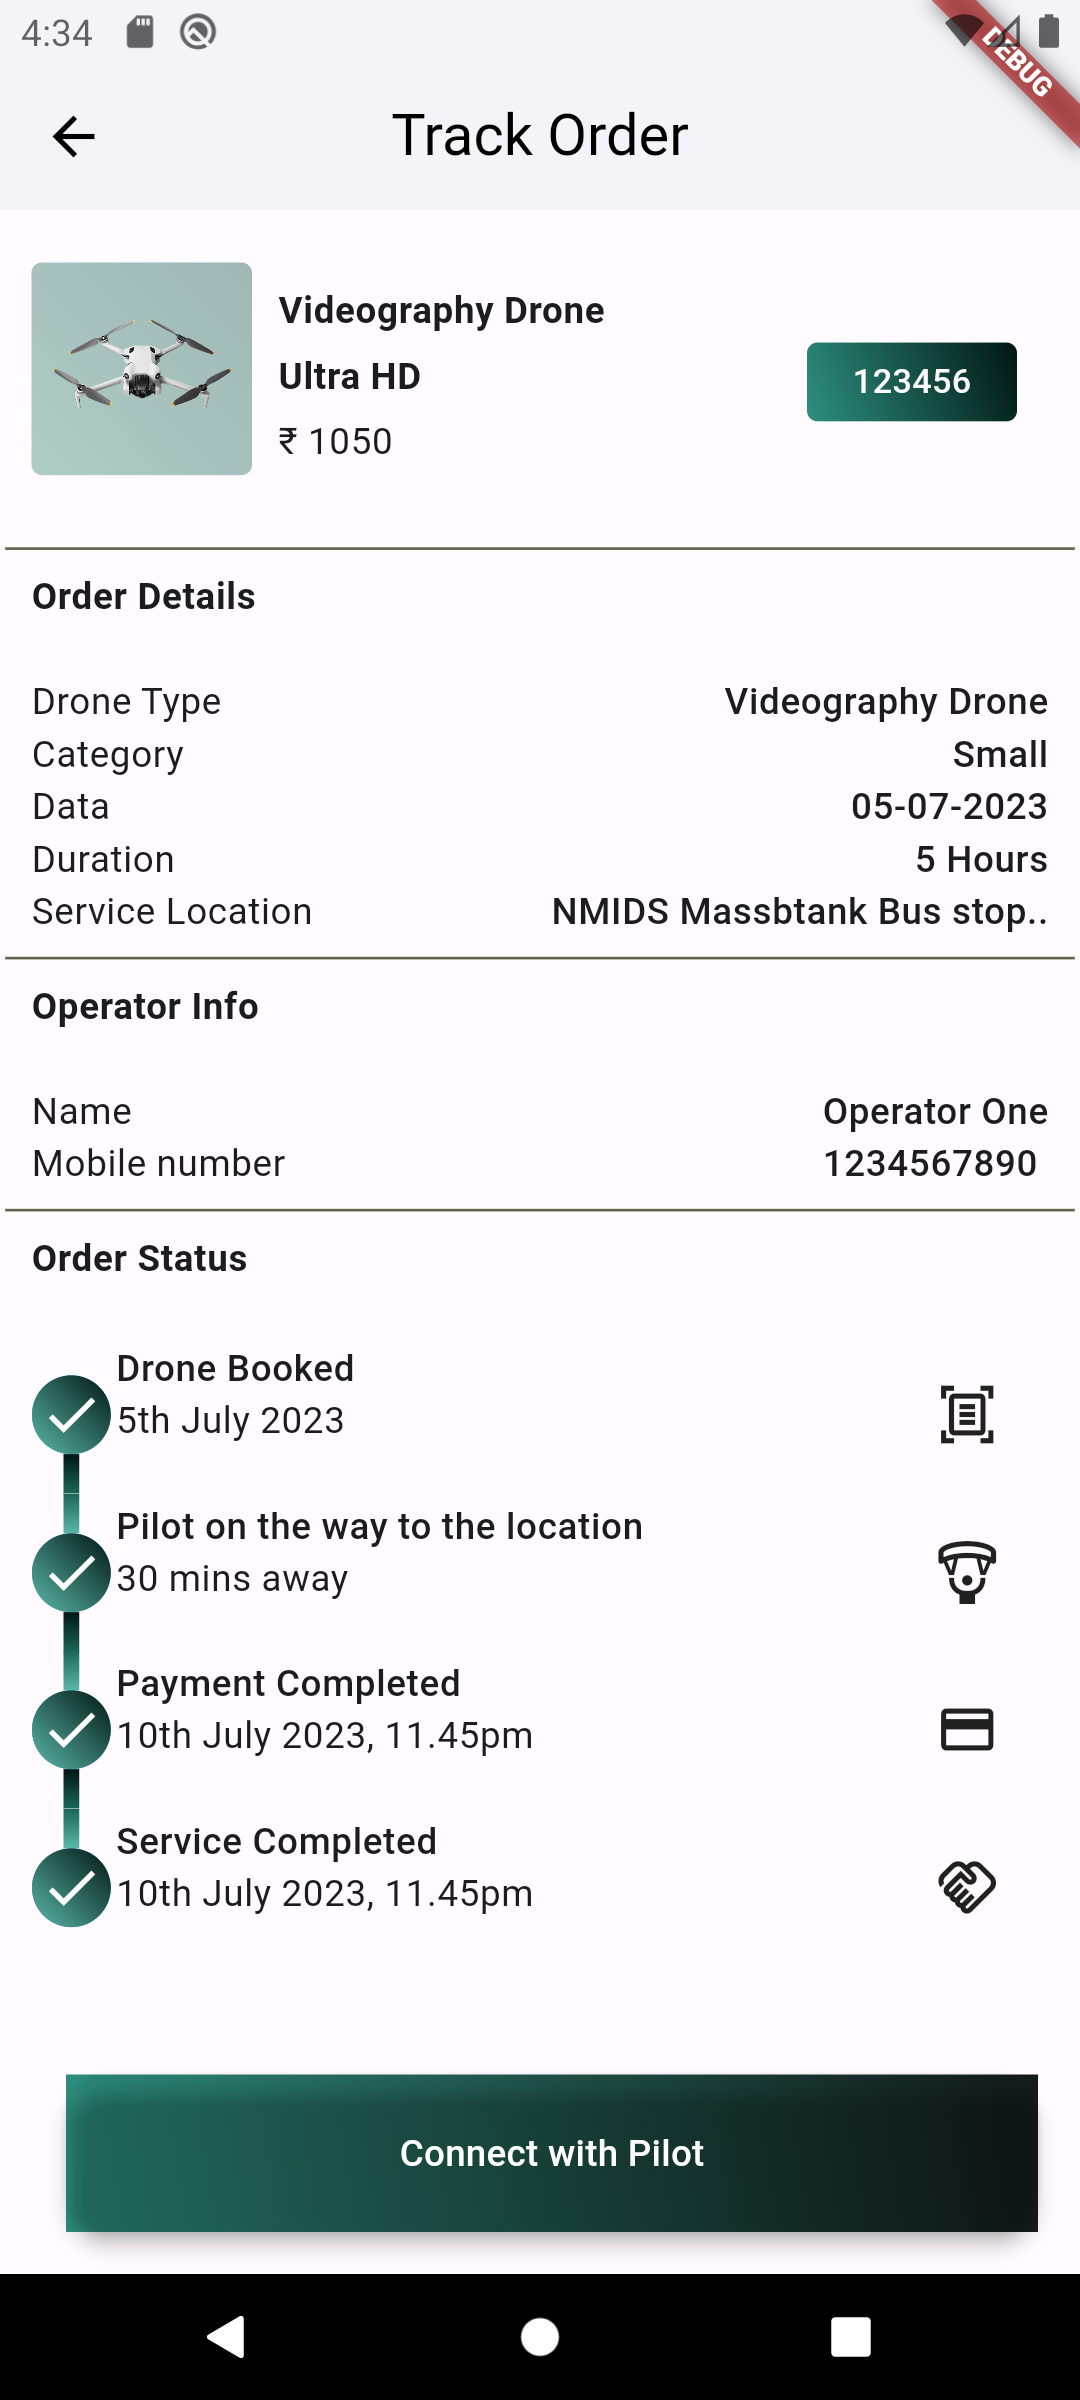 4:34
DEBUG
Track Order
Videography Drone
Ultra HD
₹ 1050
123456
Order Details
Drone Type Videography Drone
Category Small
Data 05-07-2023
Duration 5 Hours
Service Location NMIDS Massbtank Bus stop..
Operator Info
Name Operator One
Mobile number 1234567890
Order Status
Drone Booked
5th July 2023
Pilot on the way to the location
30 mins away
Payment Completed
10th July 2023, 11.45pm
Service Completed
10th July 2023, 11.45pm
Connect with Pilot